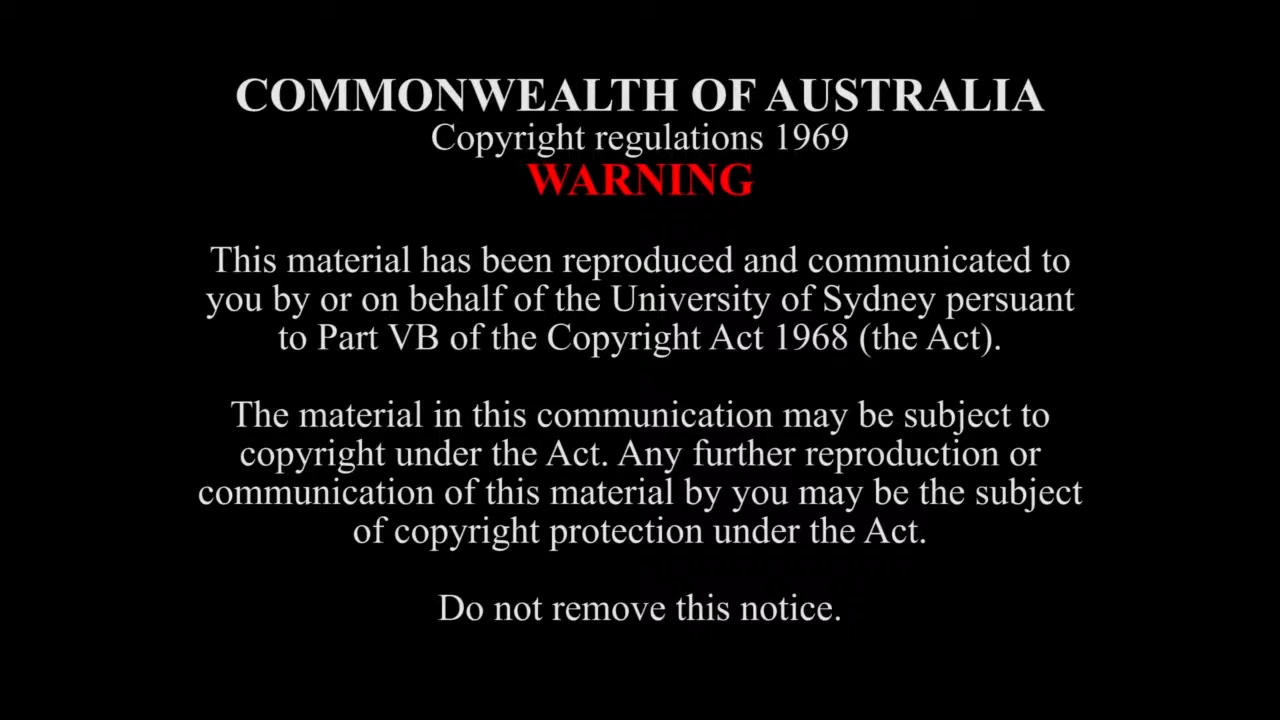 COMMONWEALTH OF AUSTRALIA
Copyright regulations 1969
WARNING
This material has been reproduced and communicated to
you by or on behalf of the University of Sydney persuant
to Part VB of the Copyright Act 1968 (the Act).
The material in this communication may be subject to
copyright under the Act. Any further reproduction or
communication of this material by you may be the subject
of copyright protection under the Act.
Do not remove this notice.